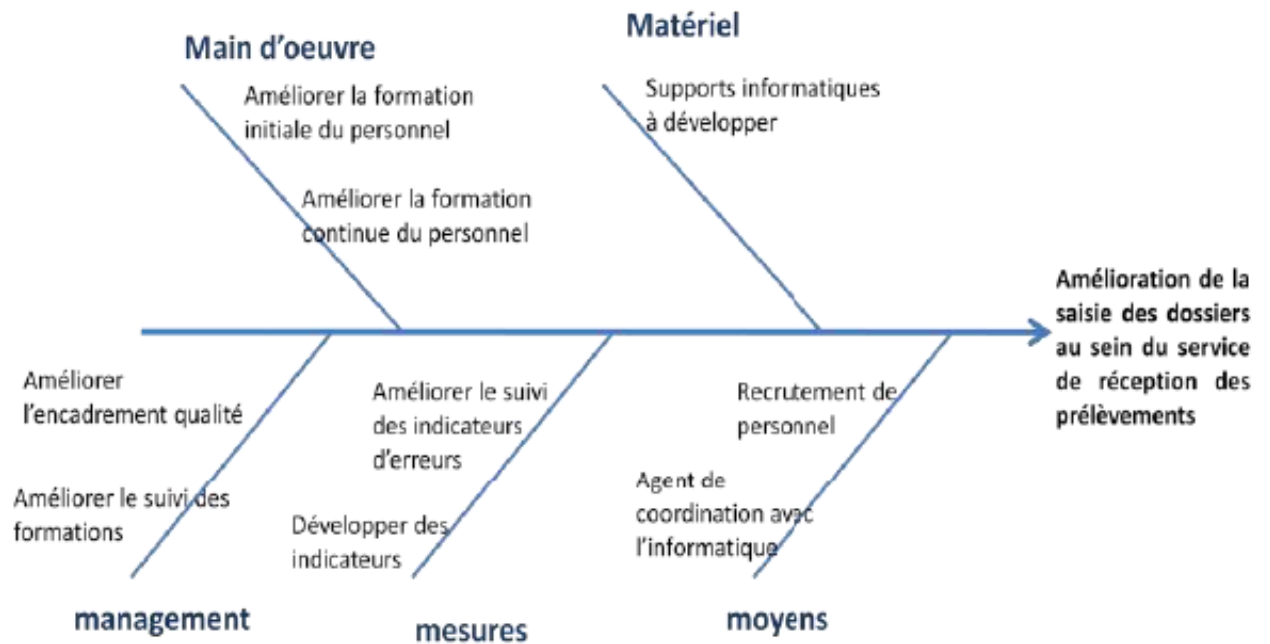 Main d'oeuvre
Améliorer la formation
initiale du personnel
Améliorer la formation
continue du personnel
Matériel
Supports informatiques
à développer
Amélioration de la
saisie des dossiers
au sein du service
de réception des
prélèvements
Améliorer
l'encadrement qualité
Améliorer le suivi des
formations
management
Améliorer le suivi
des indicateurs
d'erreurs
Développer des
indicateurs
mesures
Recrutement de
personnel
Agent de
coordination avec
l'informatique
moyens